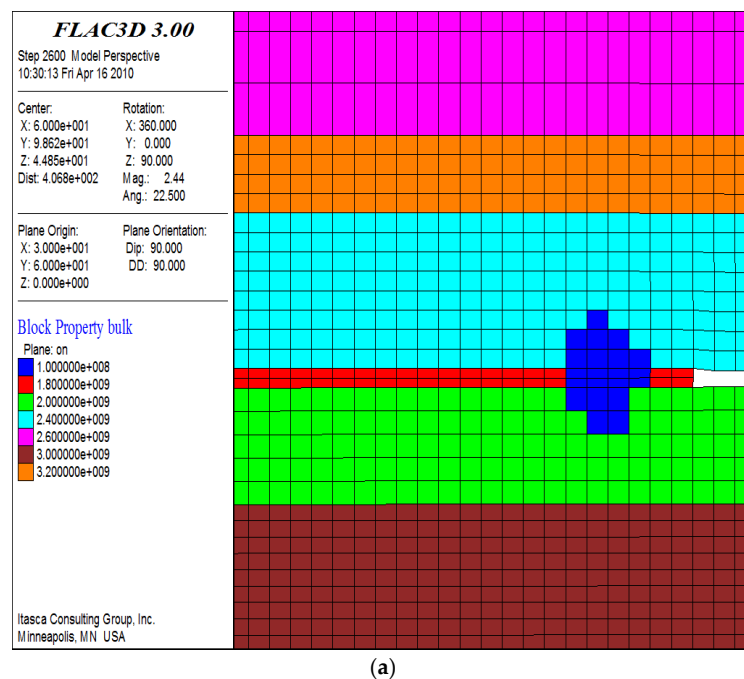 FLAC3D 3.00
Step 2600 Model Perspective
10:30:13 Fri Apr 16 2010
Center: Rotation:
X: 6.000e+001 X: 360.000
Y: 9.862e+001 Y: 0.000
Z: 4.485e+001 Z: 90.000
Dist: 4.068e+002 Mag.: 2.44
Ang.: 22.500
Plane Origin: Plane Orientation:
X: 3.000e+001 Dip: 90.000
Y: 6.000e+001 DD: 90.000
Z: 0.000e+000
Block Property bulk
Plane: on
1.000000e+008
1.800000e+009
2.000000e+009
2.400000e+009
2.600000e+009
3.000000e+009
3.200000e+009
Itasca Consulting Group, Inc.
Minneapolis, MN USA
(a)